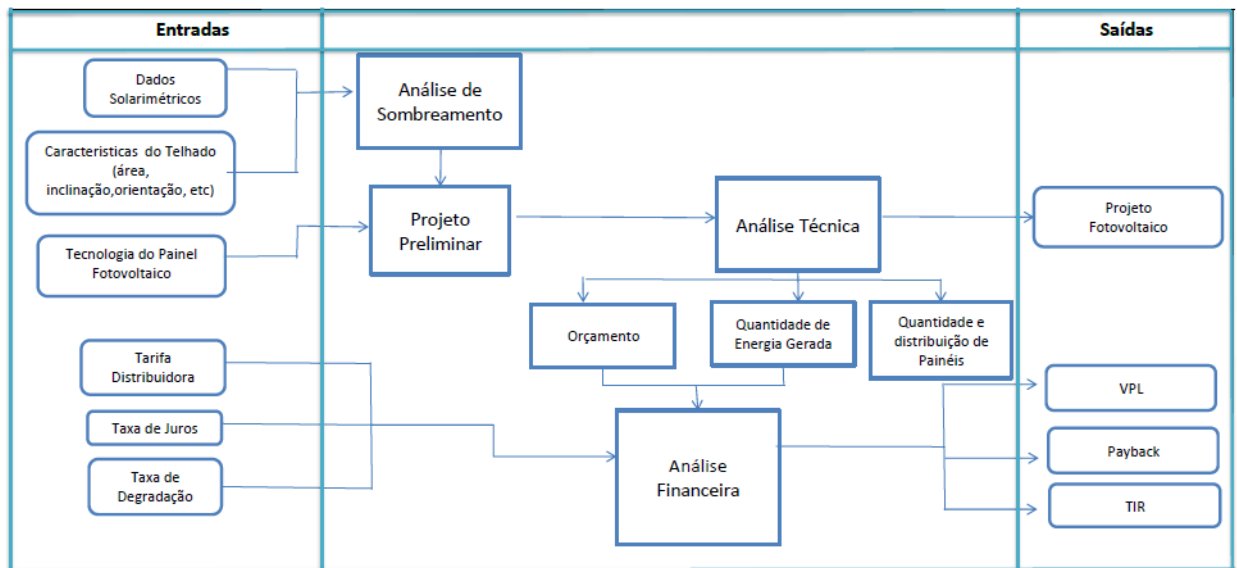 Entradas
Saídas
Dados
Solarimétricos
Caracteristicas do Telhado
(área,
inclinação,orientação, etc)
Tecnologia do Painel
Fotovoltaico
Tarifa
Distribuidora
Taxa de Juros
Taxa de
Degradação
Análise de
Sombreamento
Projeto
Preliminar
Análise Técnica
Orçamento
Quantidade de
Energia Gerada
Quantidade e
distribuição de
Painéis
Análise
Financeira
Projeto
Fotovoltaico
VPL
Payback
TIR